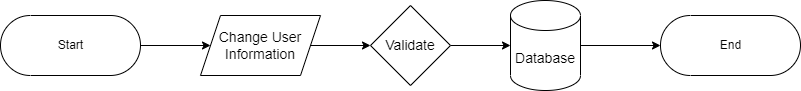 Start
Change User
Information
Validate
Database
End